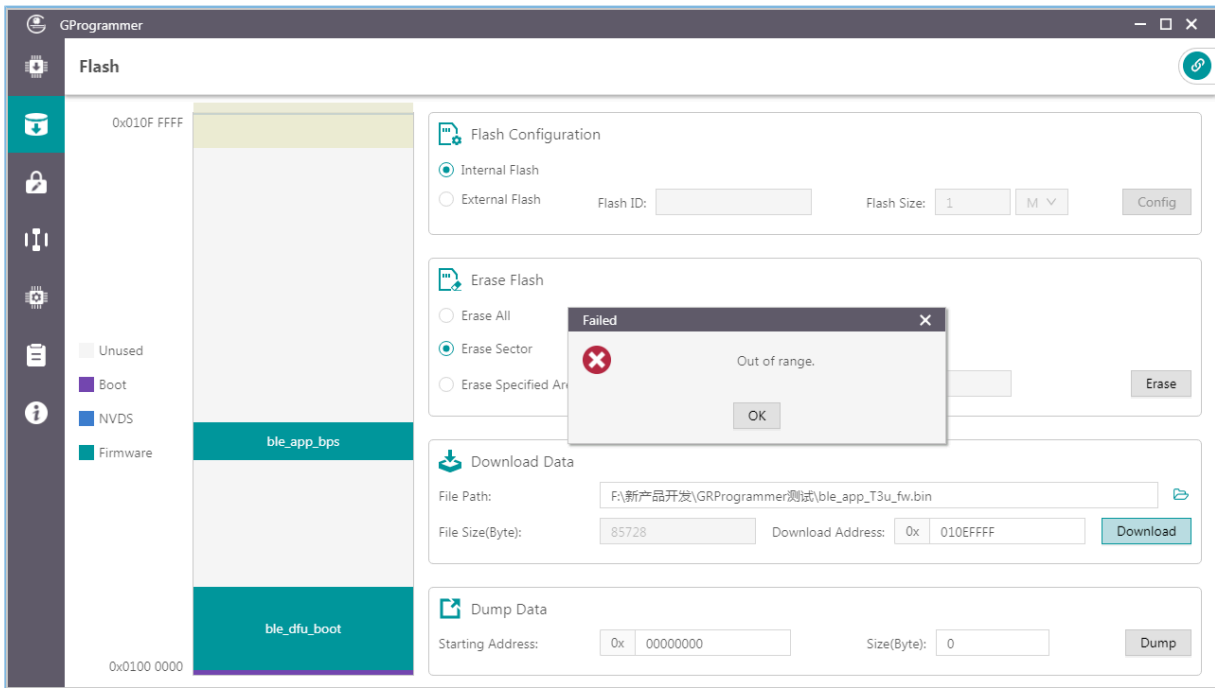 GProgrammer
Flash
0x010F FFFF
Flash Configuration
Internal Flash
External Flash
Flash ID:
Flash Size:
1
M
Config
Erase Flash
Erase All
Erase Sector
Erase Specified Are
Erase
Failed
Out of range.
OK
Unused
Boot
NVDS
Firmware
ble_app_bps
Download Data
File Path:
F:\新产品开发\GRProgrammer测试\ble_app_T3u_fw.bin
File Size(Byte):
85728
Download Address:
0x
010EFFFF
Download
ble_dfu_boot
0x0100 0000
Dump Data
Starting Address:
0x
00000000
Size(Byte):
0
Dump